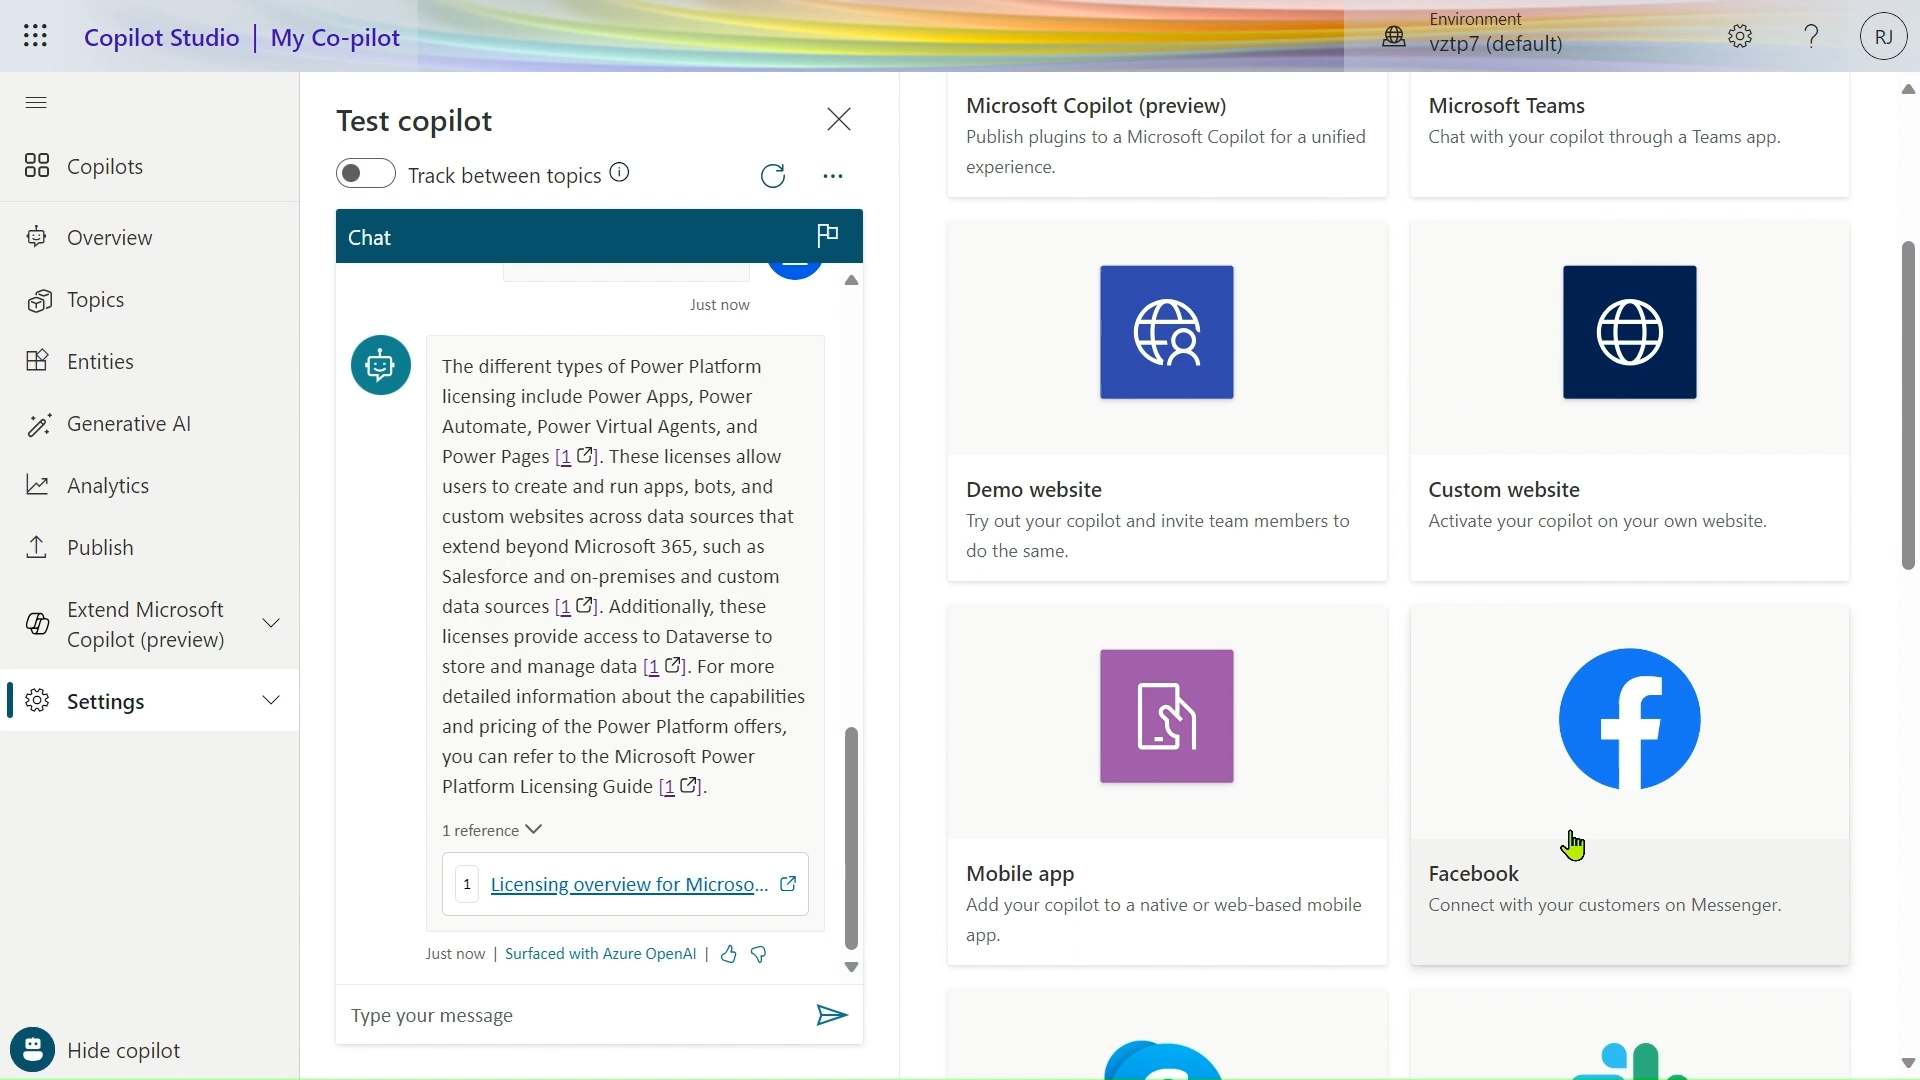 Copilot Studio | My Co-pilot
Environment
vztp7 (default)
?
RJ
Copilots
Overview
Topics
Entities
Generative AI
Analytics
Publish
Extend Microsoft
Copilot (preview)
Settings
Hide copilot
Test copilot
Track between topics
Chat
Just now
The different types of Power Platform
licensing include Power Apps, Power
Automate, Power Virtual Agents, and
Power Pages [1]. These licenses allow
users to create and run apps, bots, and
custom websites across data sources that
extend beyond Microsoft 365, such as
Salesforce and on-premises and custom
data sources [1]. Additionally, these
licenses provide access to Dataverse to
store and manage data [1]. For more
detailed information about the capabilities
and pricing of the Power Platform offers,
you can refer to the Microsoft Power
Platform Licensing Guide [1].
1 reference
1 Licensing overview for Microso...
Just now | Surfaced with Azure OpenAI |
Type your message
Microsoft Copilot (preview)
Publish plugins to a Microsoft Copilot for a unified
experience.
Microsoft Teams
Chat with your copilot through a Teams app.
Demo website
Try out your copilot and invite team members to
do the same.
Custom website
Activate your copilot on your own website.
Mobile app
Add your copilot to a native or web-based mobile
app.
Facebook
Connect with your customers on Messenger.